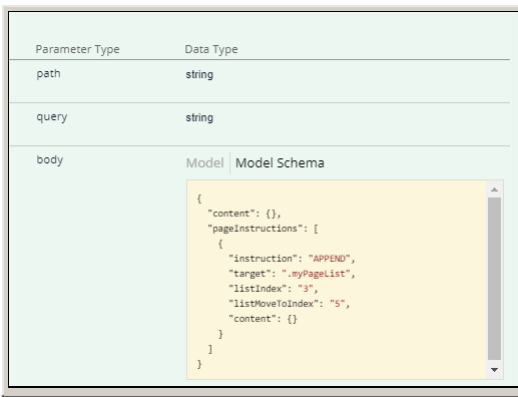 Parameter Type Data Type
path string
query string
body Model Model Schema
{
"content": {},
"pageInstructions": [
{
"instruction": "APPEND",
"target": ".myPageList",
"listIndex": "3",
"listMoveToIndex": "5",
"content": {}
}
]
}